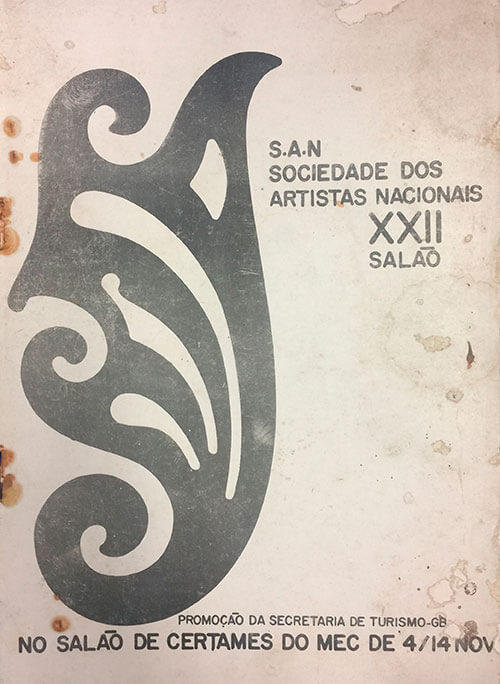 S.A.N
SOCIEDADE DOS
ARTISTAS NACIONAIS
XXII
SALÃO
PROMOÇÃO DA SECRETARIA DE TURISMO-GB
NO SALÃO DE CERTAMES DO MEC DE 4/14 NOV